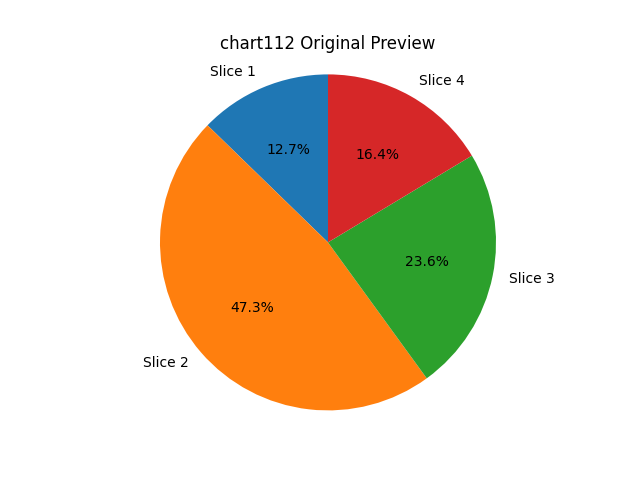 chart112 Original Preview
Slice 1
Slice 4
12.7%
16.4%
23.6%
Slice 3
47.3%
Slice 2